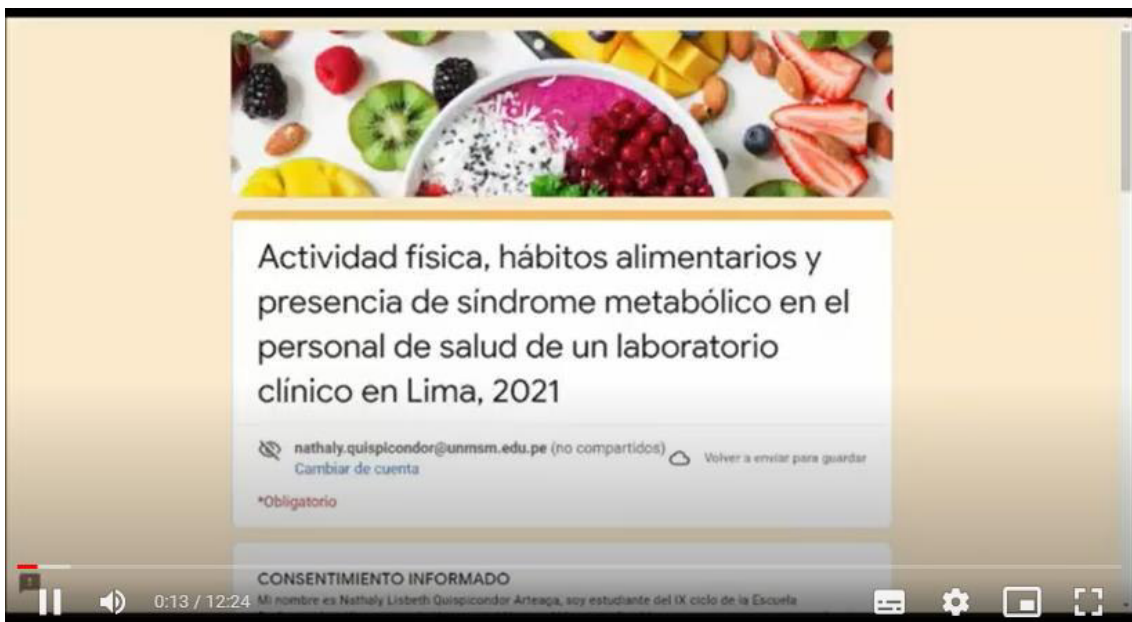 Actividad física, hábitos alimentarios y
presencia de síndrome metabólico en el
personal de salud de un laboratorio
clínico en Lima, 2021
nathaly.quispicondor@unmsm.edu.pe (no compartidos)
Volver a enviar para guardar
Cambiar de cuenta
*Obligatorio
CONSENTIMIENTO INFORMADO
Mi nombre es Nathaly Lisbeth Quispicondor Arteaga, soy estudiante del IX ciclo de la Escuela
0:13 / 12:24